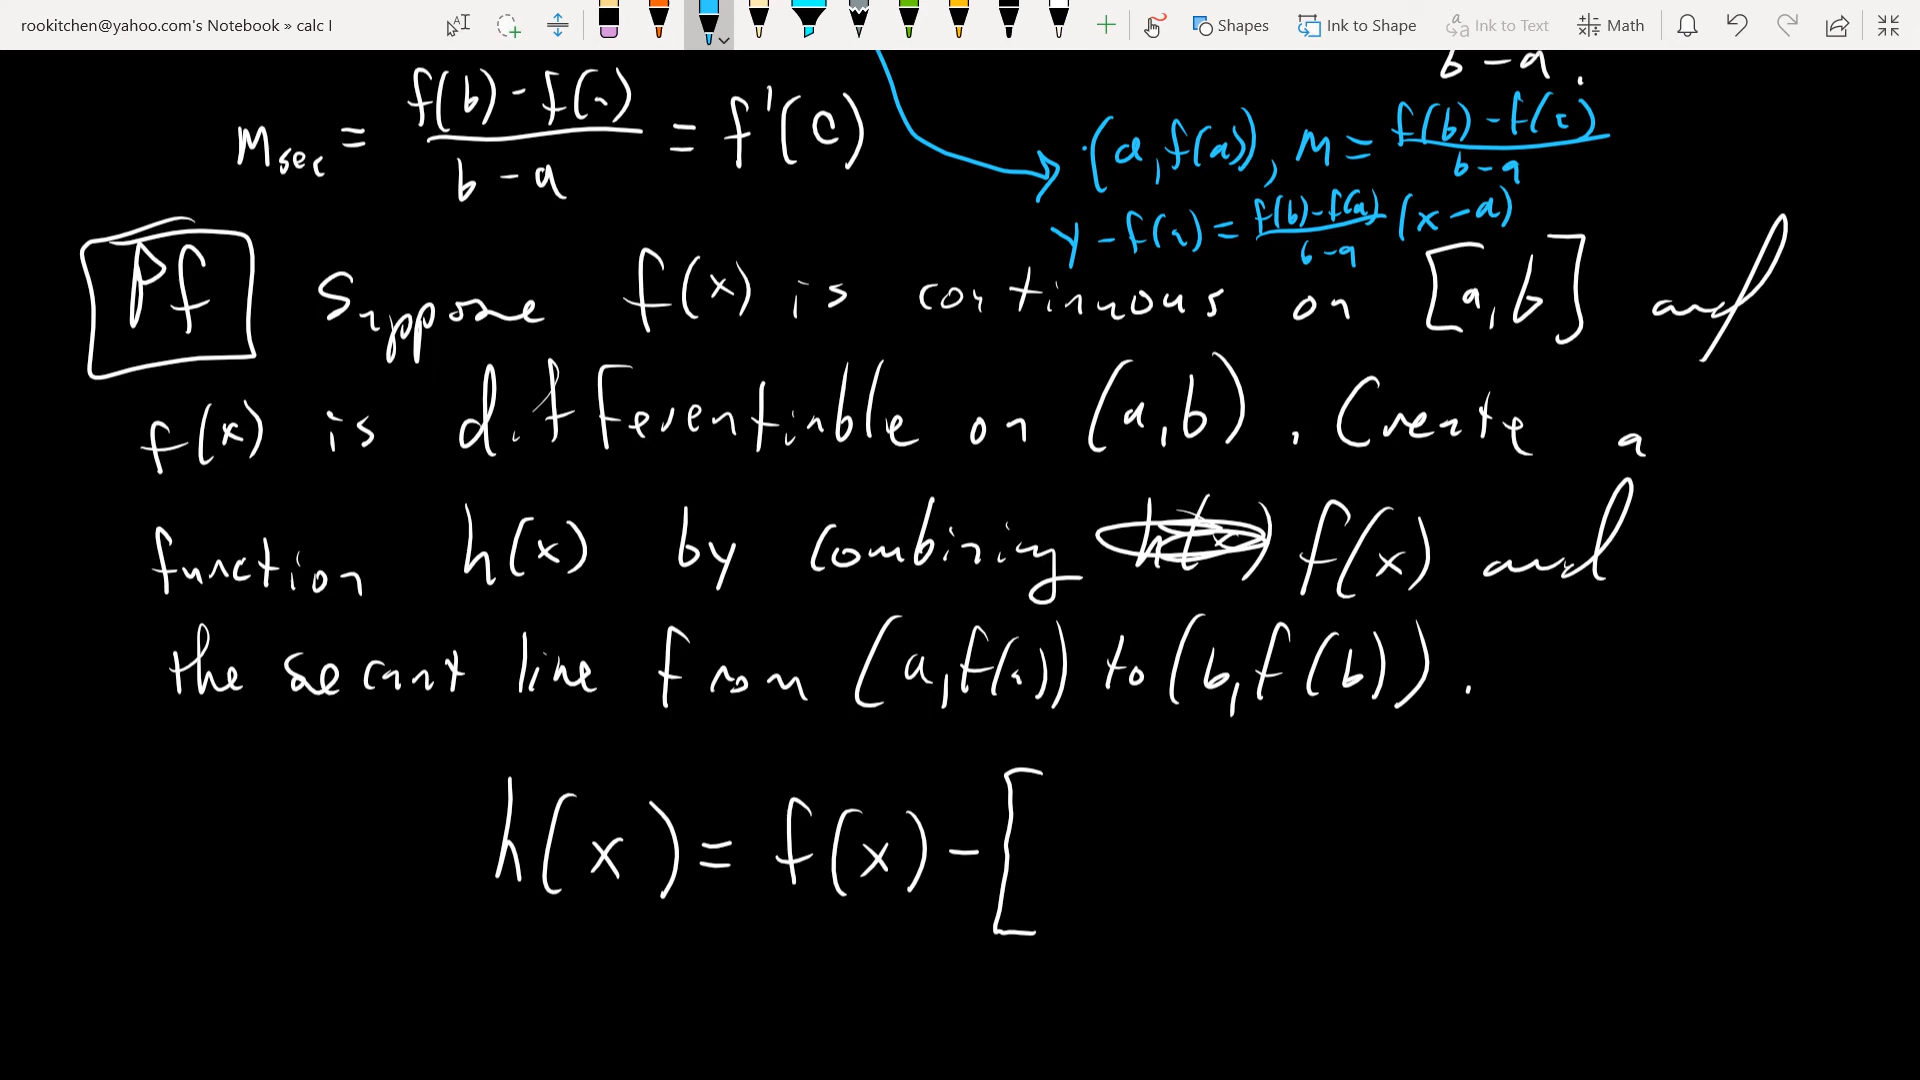 rookitchen@yahoo.com's Notebook » calc I
Shapes
Ink to Shape
Ink to Text
Math
b - a .
m_sec = (f(b) - f(a))/(b - a) = f'(c)
(a, f(a)), m = (f(b) - f(c))/(b - a)
y - f(a) = (f(b) - f(a))/(b - a) (x - a)
Pf Suppose f(x) is continuous on [a, b] and
f(x) is differentiable on (a, b). Create a
function h(x) by combining f(x) and
the secant line from (a, f(a)) to (b, f(b)).
h(x) = f(x) - [